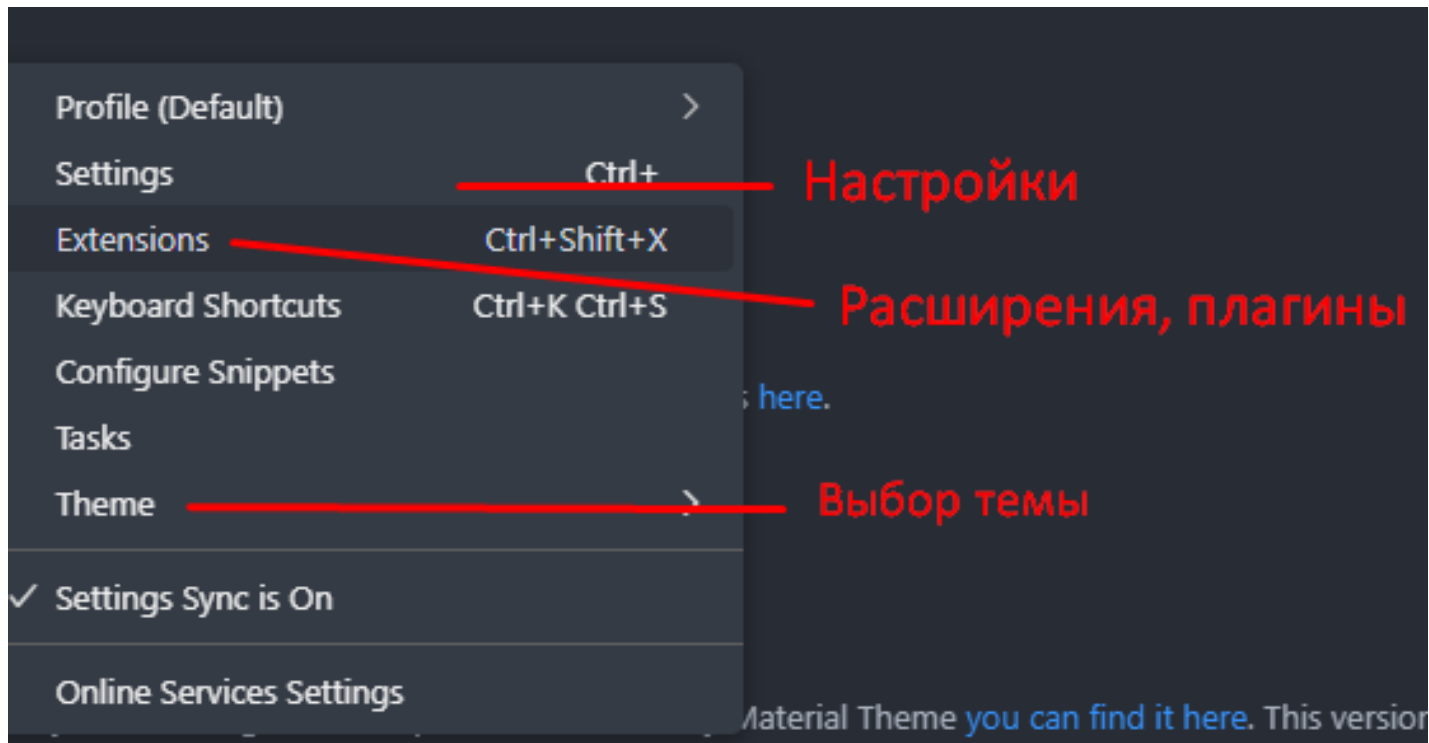 Profile (Default)
Settings Ctrl+
Настройки
Extensions Ctrl+Shift+X
Keyboard Shortcuts Ctrl+K Ctrl+S
Расширения, плагины
Configure Snippets
here.
Tasks
Theme
Выбор темы
Settings Sync is On
Online Services Settings
Material Theme you can find it here. This version